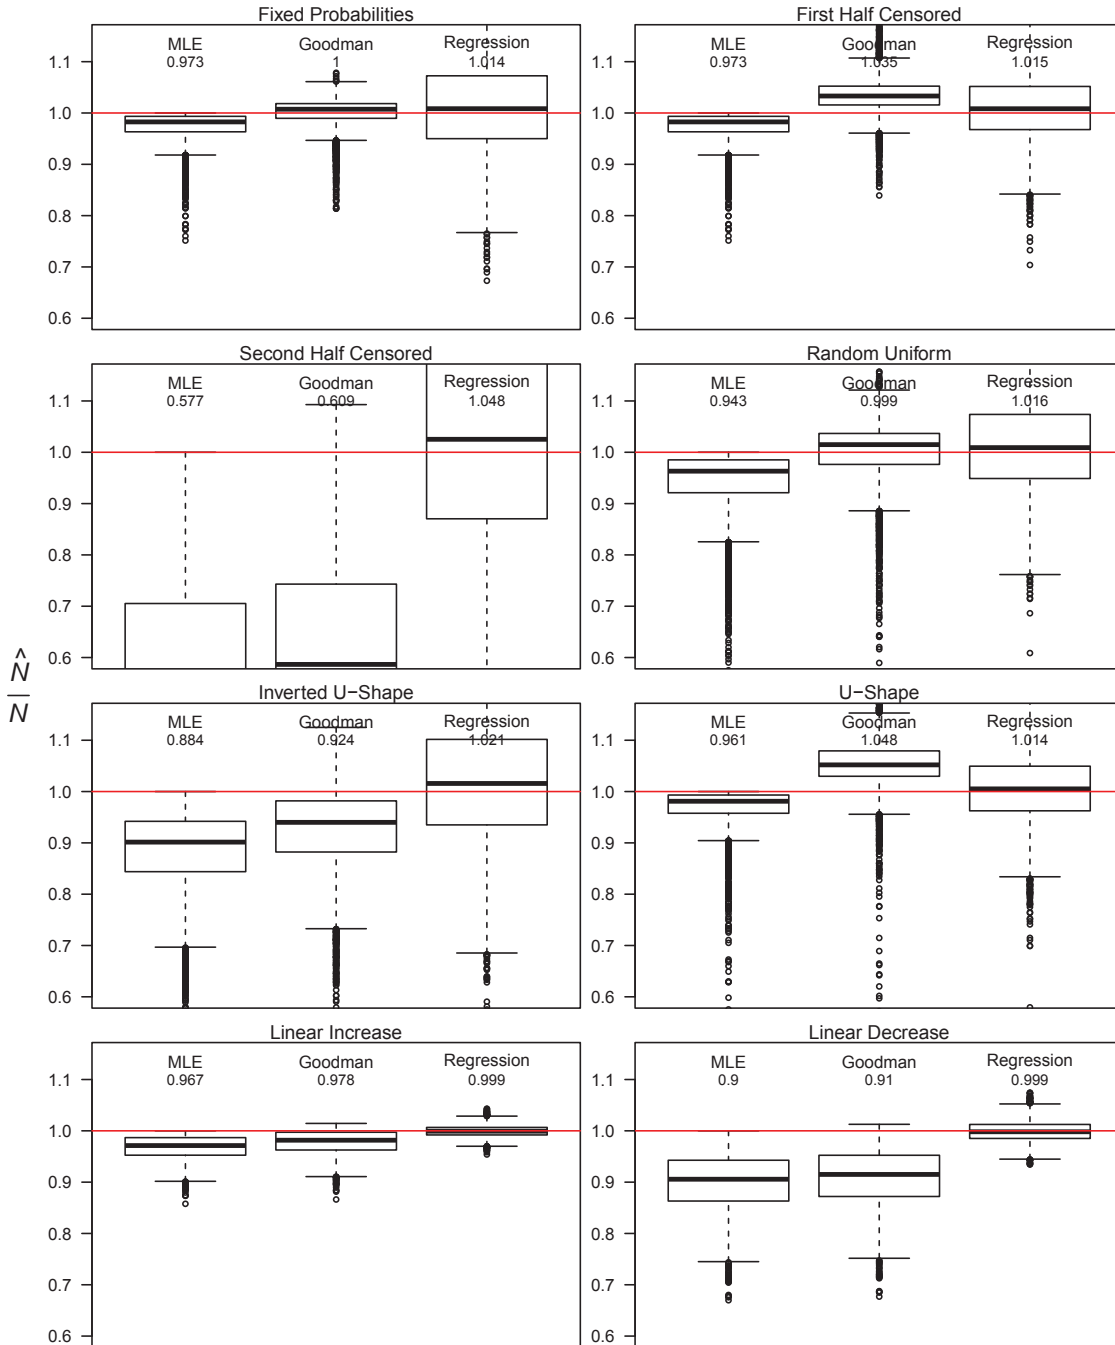 Fixed Probabilities
MLE Goodman Regression
0.973 1 1.014
1.1
1.0
0.9
0.8
0.7
0.6
First Half Censored
MLE Goodman Regression
0.973 1.035 1.015
1.1
1.0
0.9
0.8
0.7
0.6
Second Half Censored
MLE Goodman Regression
0.577 0.609 1.048
1.1
1.0
0.9
0.8
0.7
0.6
Random Uniform
MLE Goodman Regression
0.943 0.999 1.016
1.1
1.0
0.9
0.8
0.7
0.6
N̂
N
Inverted U−Shape
MLE Goodman Regression
0.884 0.924 1.021
1.1
1.0
0.9
0.8
0.7
0.6
U−Shape
MLE Goodman Regression
0.961 1.048 1.014
1.1
1.0
0.9
0.8
0.7
0.6
Linear Increase
MLE Goodman Regression
0.967 0.978 0.999
1.1
1.0
0.9
0.8
0.7
0.6
Linear Decrease
MLE Goodman Regression
0.9 0.91 0.999
1.1
1.0
0.9
0.8
0.7
0.6